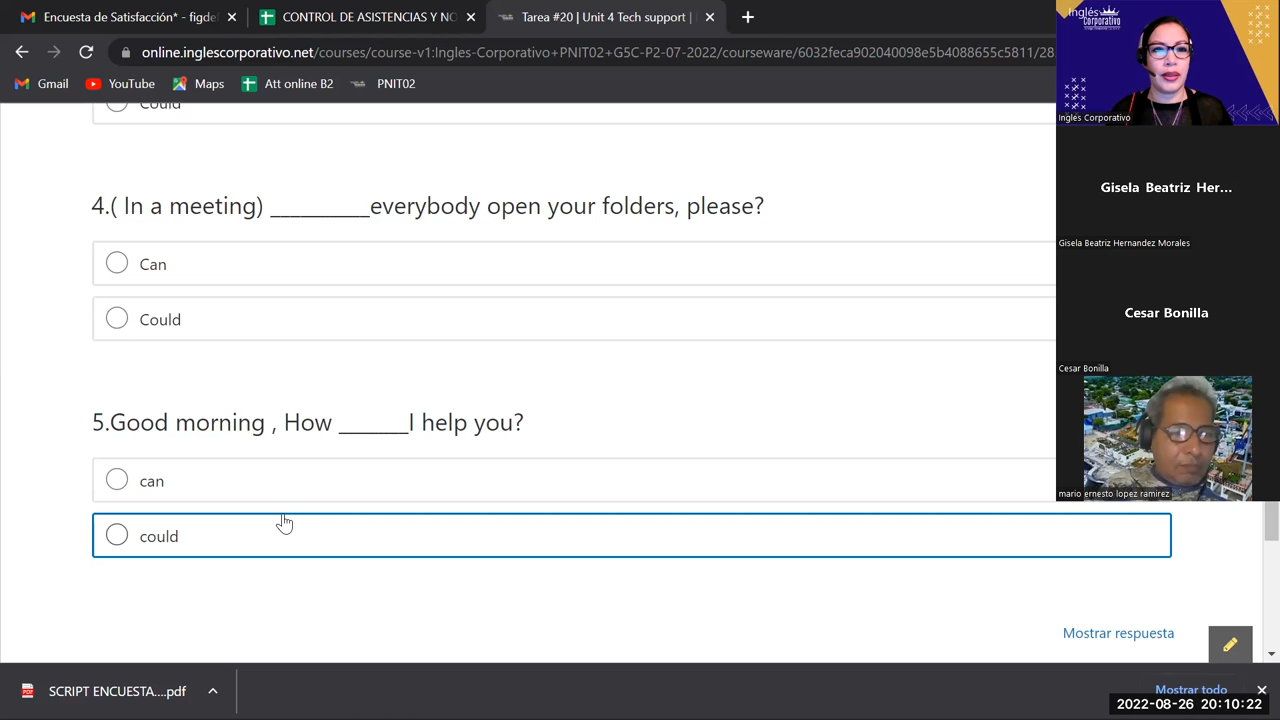 Encuesta de Satisfacción* - figdel
CONTROL DE ASISTENCIAS Y NO
Tarea #20 | Unit 4 Tech support |
online.inglescorporativo.net/courses/course-v1:Ingles-Corporativo+PNIT02+G5C-P2-07-2022/courseware/6032feca902040098e5b4088655c5811/28
Gmail
YouTube
Maps
Att online B2
PNIT02
Inglés
Corporativo
Inglés Corporativo
Could
4.( In a meeting) __________everybody open your folders, please?
Can
Could
5.Good morning , How _______I help you?
can
could
Mostrar respuesta
Gisela Beatriz Her...
Gisela Beatriz Hernandez Morales
Cesar Bonilla
Cesar Bonilla
mario ernesto lopez ramirez
SCRIPT ENCUESTA....pdf
Mostrar todo
2022-08-26 20:10:22